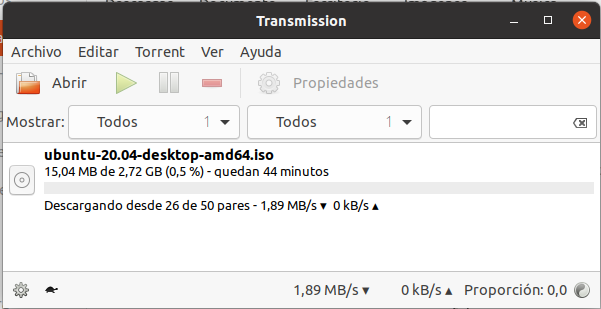 Transmission
Archivo Editar Torrent Ver Ayuda
Abrir Propiedades
Mostrar: Todos 1 Todos 1
ubuntu-20.04-desktop-amd64.iso
15,04 MB de 2,72 GB (0,5 %) - quedan 44 minutos
Descargando desde 26 de 50 pares - 1,89 MB/s▾ 0 kB/s▴
1,89 MB/s▾ 0 kB/s▴ Proporción: 0,0